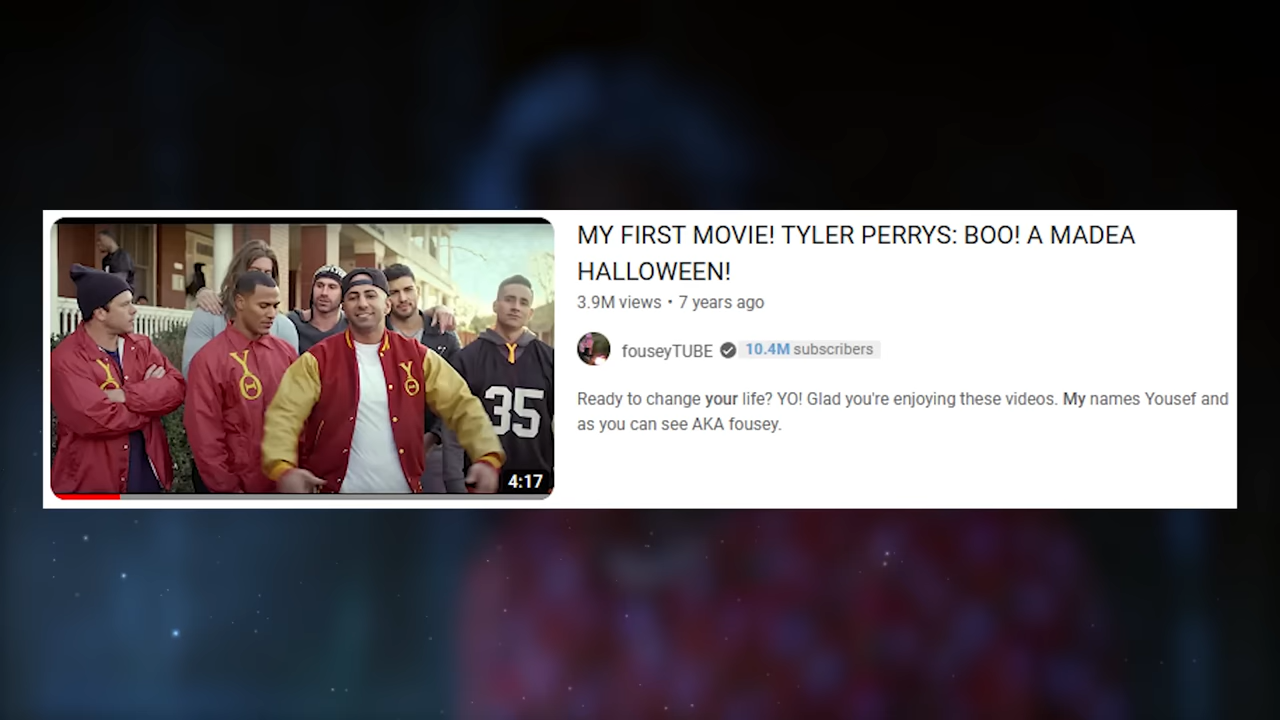 MY FIRST MOVIE! TYLER PERRYS: BOO! A MADEA
HALLOWEEN!
3.9M views • 7 years ago
fouseyTUBE 10.4M subscribers
Ready to change your life? YO! Glad you're enjoying these videos. My names Yousef and
as you can see AKA fousey.
35
4:17